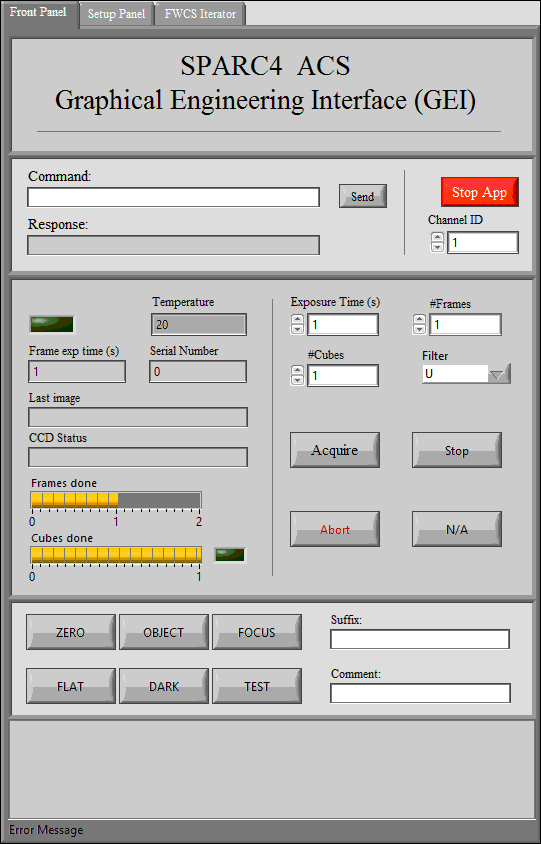 Front Panel Setup Panel FWCS Iterator
SPARC4 ACS
Graphical Engineering Interface (GEI)
Command:
Send
Stop App
Response:
Channel ID
1
Temperature
20
Exposure Time (s)
1
#Frames
1
Frame exp time (s)
1
Serial Number
0
#Cubes
1
Filter
U
Last image
CCD Status
Acquire
Stop
Frames done
0 1 2
Abort
N/A
Cubes done
0 1
ZERO OBJECT FOCUS
Suffix:
FLAT DARK TEST
Comment:
Error Message